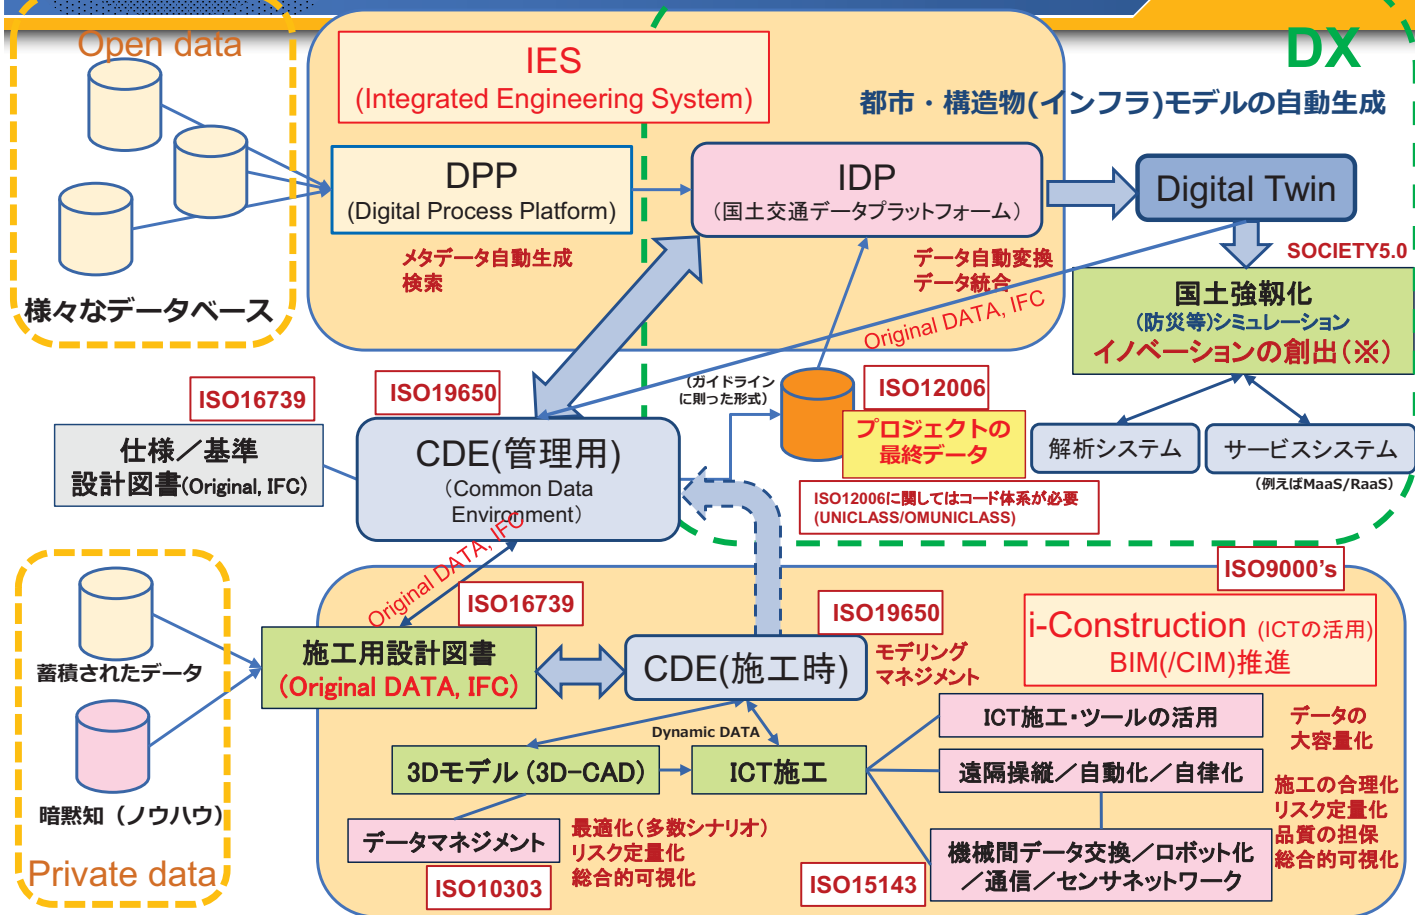 Open data
様々なデータベース
IES
(Integrated Engineering System)
DX
都市・構造物(インフラ)モデルの自動生成
DPP
(Digital Process Platform)
メタデータ自動生成
検索
IDP
(国土交通データプラットフォーム)
データ自動変換
データ統合
Digital Twin
SOCIETY5.0
国土強靱化
(防災等)シミュレーション
イノベーションの創出(※)
Original DATA, IFC
解析システム
サービスシステム
(例えばMaaS/RaaS)
ISO16739
仕様/基準
設計図書(Original, IFC)
ISO19650
CDE(管理用)
(Common Data
Environment)
(ガイドライン
に則った形式)
ISO12006
プロジェクトの
最終データ
ISO12006に関してはコード体系が必要
(UNICLASS/OMUNICLASS)
Original DATA, IFC
蓄積されたデータ
暗黙知(ノウハウ)
Private data
ISO16739
施工用設計図書
(Original DATA, IFC)
ISO19650
CDE(施工時)
モデリング
マネジメント
ISO9000's
i-Construction (ICTの活用)
BIM(/CIM)推進
Dynamic DATA
3Dモデル(3D-CAD)
ICT施工
データマネジメント
最適化(多数シナリオ)
リスク定量化
総合的可視化
ISO10303
ICT施工・ツールの活用
データの
大容量化
遠隔操縦/自動化/自律化
施工の合理化
リスク定量化
品質の担保
総合的可視化
機械間データ交換/ロボット化
/通信/センサネットワーク
ISO15143